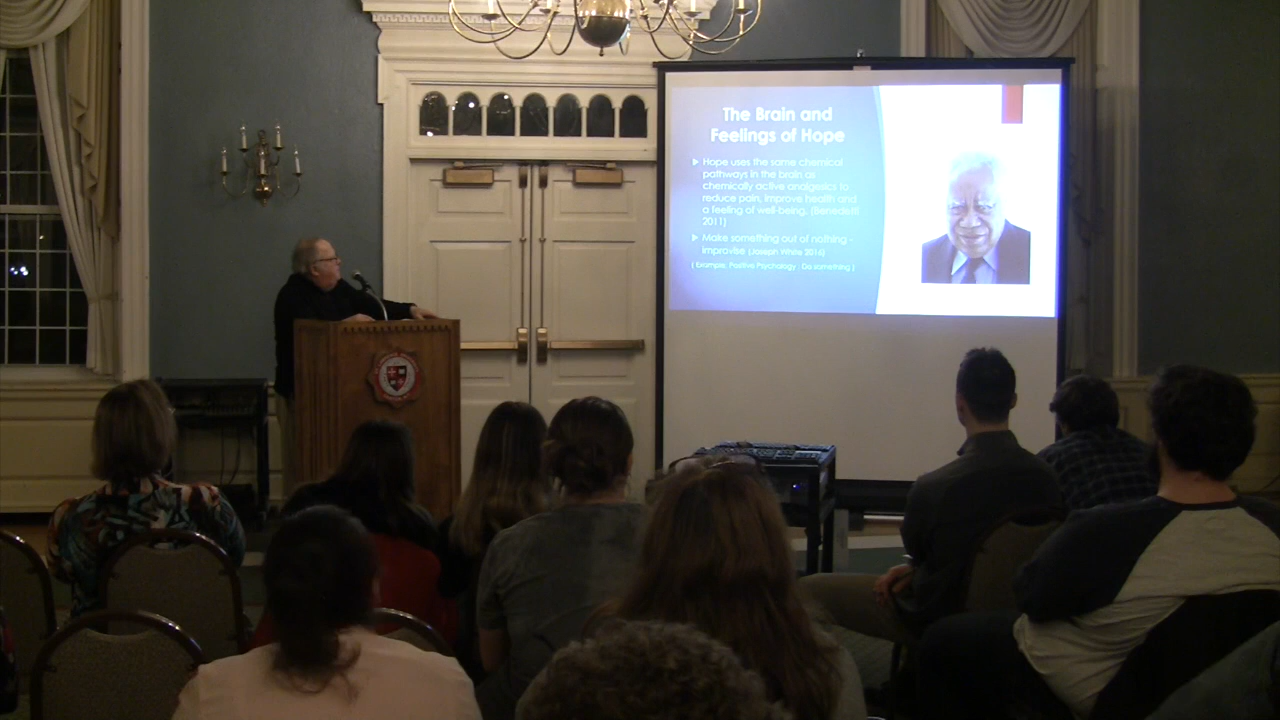 The Brain and
Feelings of Hope
Hope uses the same chemical
pathways in the brain as
chemically active analgesics to
reduce pain, improve health and
a feeling of well-being. (Benedetti
2011)
Make something out of nothing -
improvise (Joseph White 2016)
( Example: Positive Psychology : Do something )